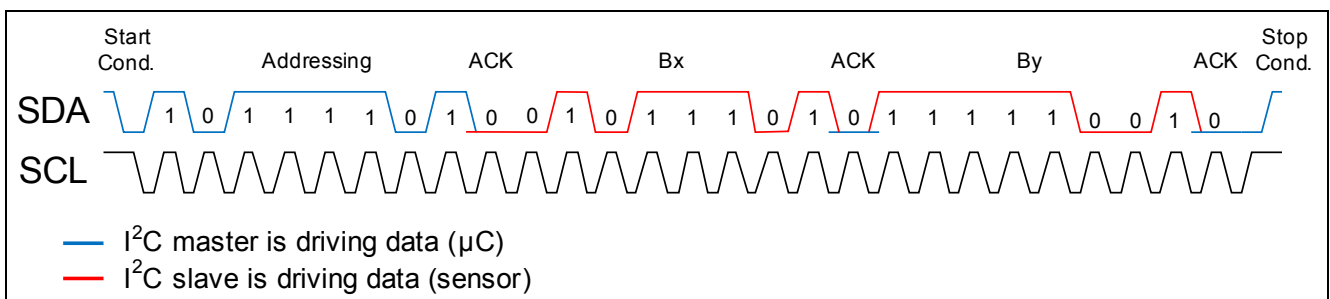 Start Cond. Addressing ACK Bx ACK By ACK Stop Cond.
SDA 1 0 1 1 1 1 0 1 0 0 1 0 1 1 1 0 1 0 1 1 1 1 1 0 0 1 0
SCL
I²C master is driving data (µC)
I²C slave is driving data (sensor)